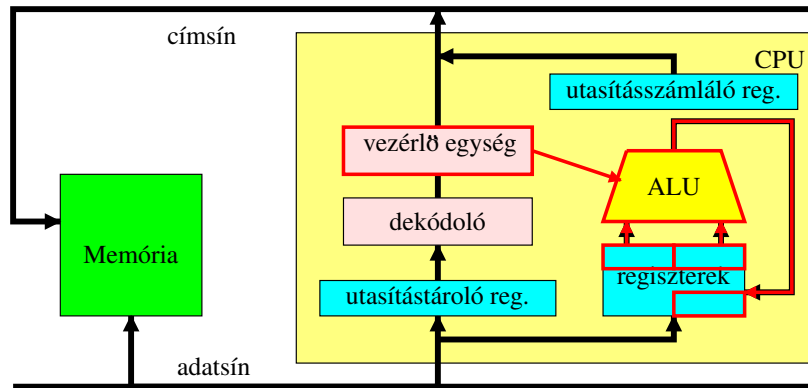 címsín
CPU
utasításszámláló reg.
vezérlő egység
ALU
dekódoló
Memória
regiszterek
utasítástároló reg.
adatsín